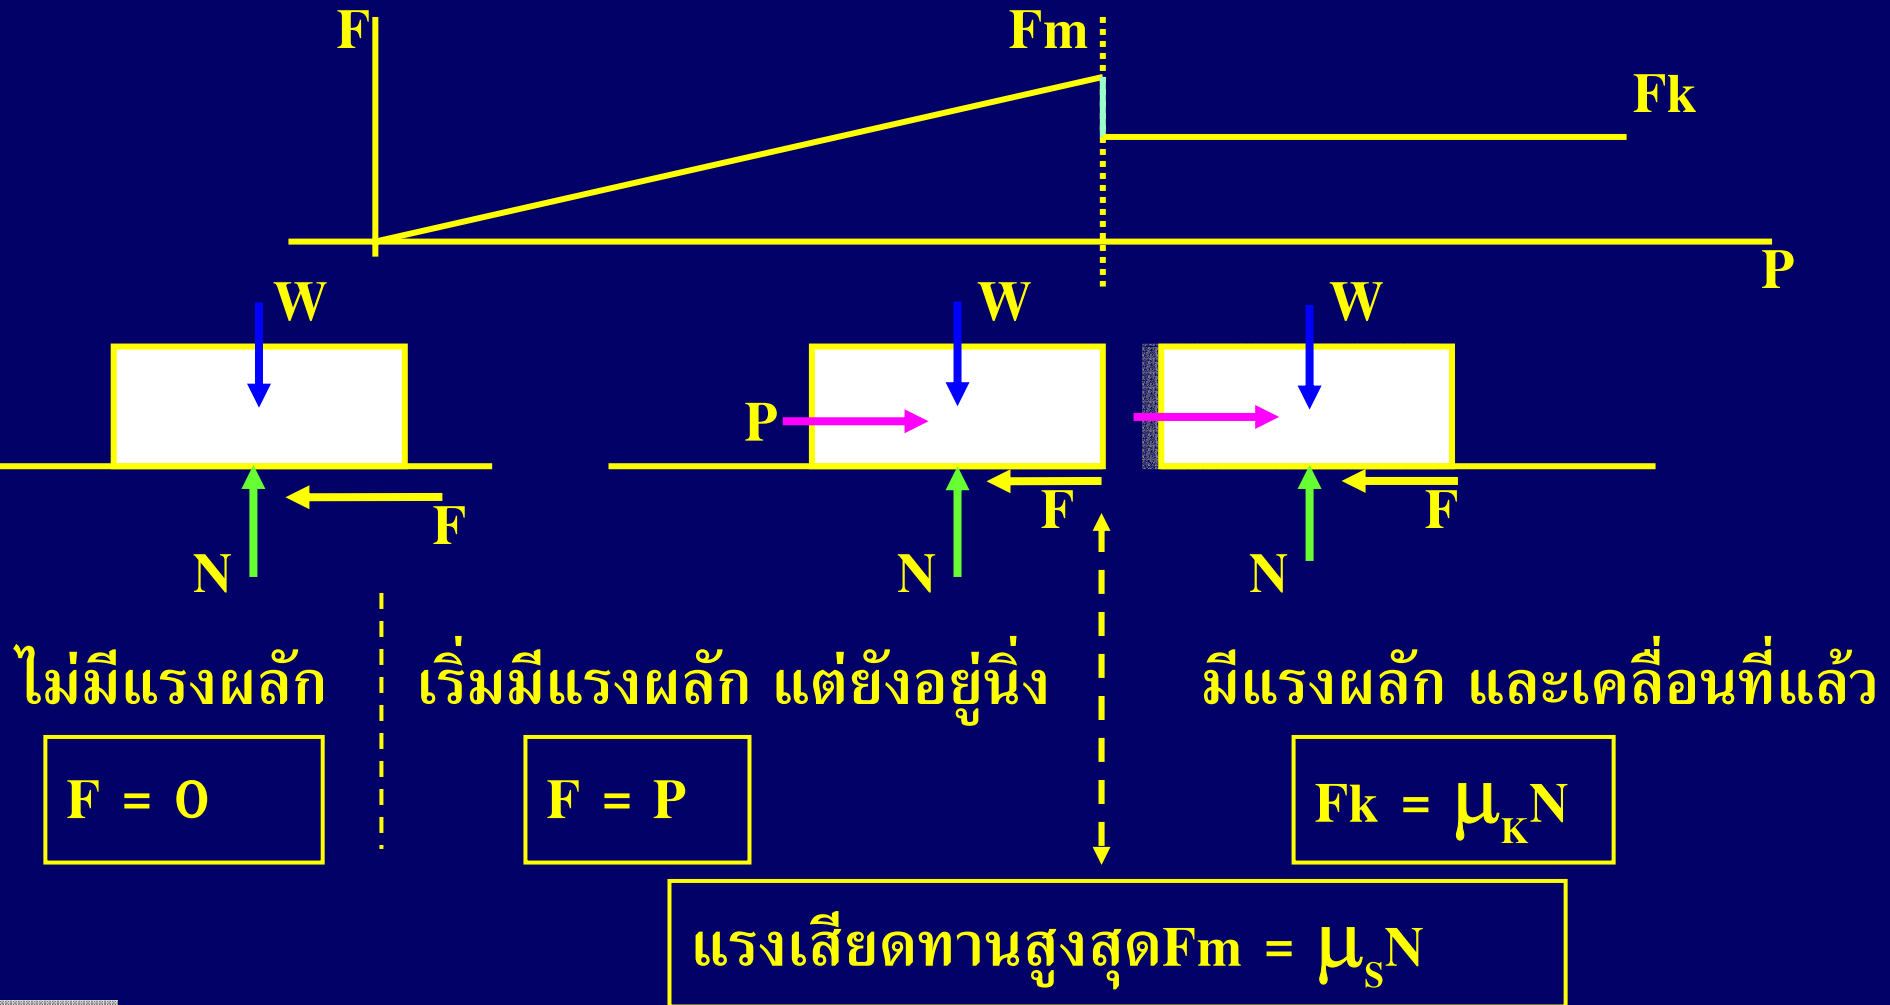 F
Fm
Fk
P
W
W
W
P
F
F
F
N
N
N
ไม่มีแรงผลัก
เริ่มมีแรงผลัก แต่ยังอยู่นิ่ง
มีแรงผลัก และเคลื่อนที่แล้ว
F = 0
F = P
Fk = μKN
แรงเสียดทานสูงสุดFm = μSN